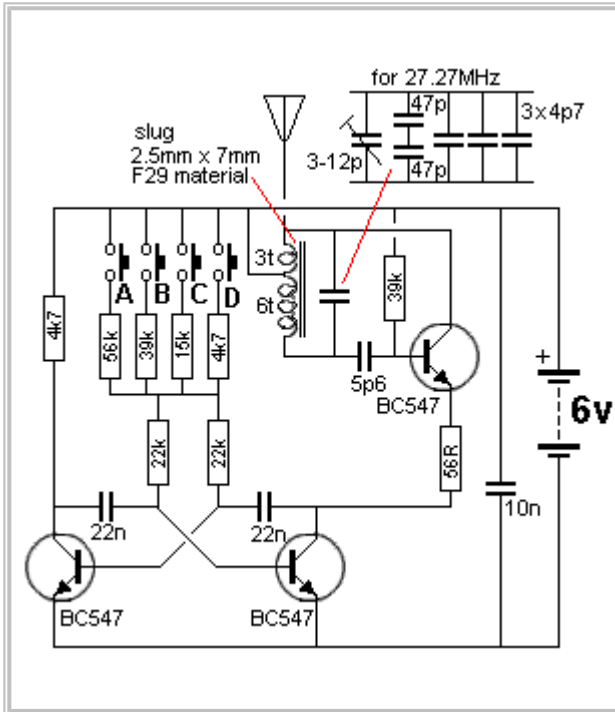 for 27.27MHz
47p
3x4p7
3-12p
47p
slug
2.5mm x 7mm
F29 material
3t
6t
A
B
C
D
4k7
56k
39k
15k
4k7
39k
5p6
BC547
+
6v
22k
22k
56R
22n
22n
10n
BC547
BC547